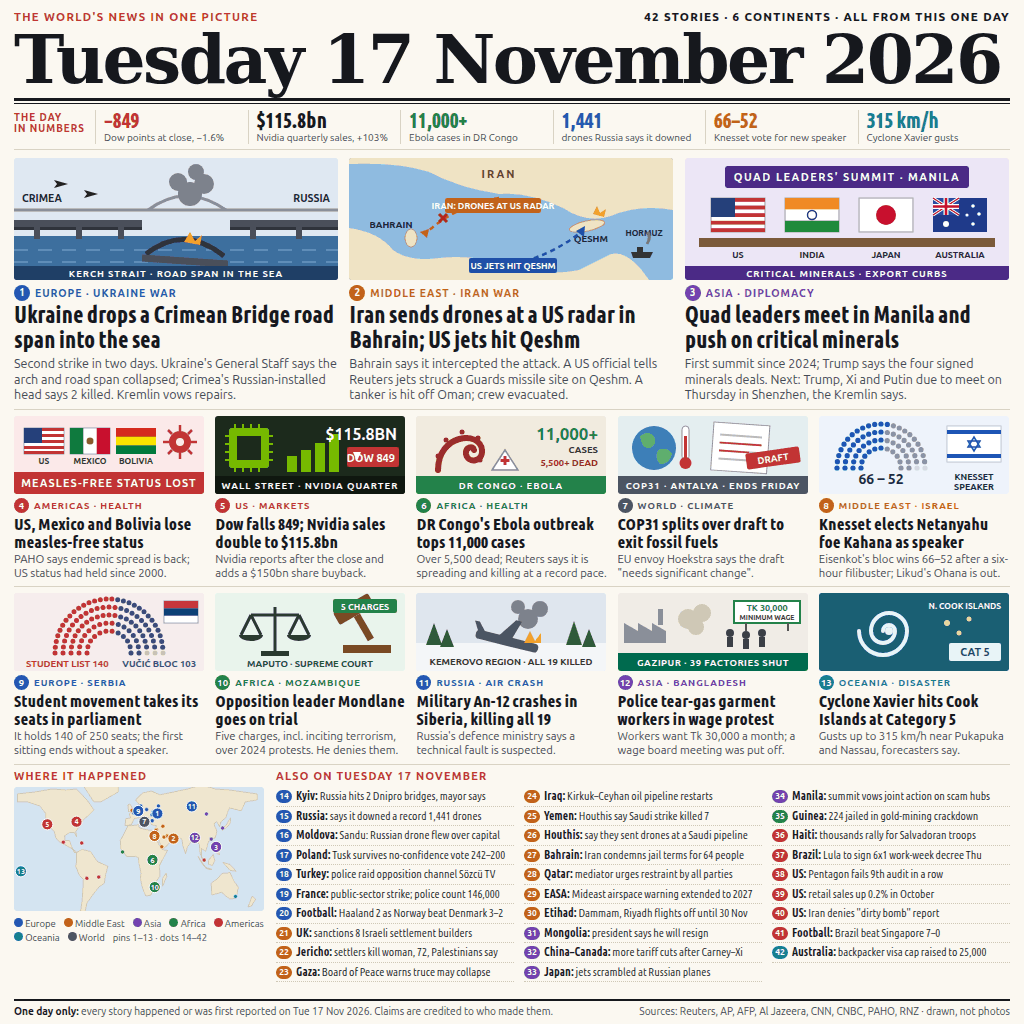 THE WORLD'S NEWS IN ONE PICTURE
42 STORIES · 6 CONTINENTS · ALL FROM THIS ONE DAY
Tuesday 17 November 2026
THE DAY
IN NUMBERS
−849
Dow points at close, −1.6%
$115.8bn
Nvidia quarterly sales, +103%
11,000+
Ebola cases in DR Congo
1,441
drones Russia says it downed
66–52
Knesset vote for new speaker
315 km/h
Cyclone Xavier gusts
CRIMEA
RUSSIA
KERCH STRAIT · ROAD SPAN IN THE SEA
1 EUROPE · UKRAINE WAR
Ukraine drops a Crimean Bridge road
span into the sea
Second strike in two days. Ukraine's General Staff says the
arch and road span collapsed; Crimea's Russian-installed
head says 2 killed. Kremlin vows repairs.
IRAN
IRAN: DRONES AT US RADAR
BAHRAIN
QESHM
HORMUZ
US JETS HIT QESHM
2 MIDDLE EAST · IRAN WAR
Iran sends drones at a US radar in
Bahrain; US jets hit Qeshm
Bahrain says it intercepted the attack. A US official tells
Reuters jets struck a Guards missile site on Qeshm. A
tanker is hit off Oman; crew evacuated.
QUAD LEADERS' SUMMIT · MANILA
US
INDIA
JAPAN
AUSTRALIA
CRITICAL MINERALS · EXPORT CURBS
3 ASIA · DIPLOMACY
Quad leaders meet in Manila and
push on critical minerals
First summit since 2024; Trump says the four signed
minerals deals. Next: Trump, Xi and Putin due to meet on
Thursday in Shenzhen, the Kremlin says.
US
MEXICO
BOLIVIA
MEASLES-FREE STATUS LOST
4 AMERICAS · HEALTH
US, Mexico and Bolivia lose
measles-free status
PAHO says endemic spread is back;
US status had held since 2000.
$115.8BN
DOW 849
WALL STREET · NVIDIA QUARTER
5 US · MARKETS
Dow falls 849; Nvidia sales
double to $115.8bn
Nvidia reports after the close and
adds a $150bn share buyback.
11,000+
CASES
5,500+ DEAD
DR CONGO · EBOLA
6 AFRICA · HEALTH
DR Congo's Ebola outbreak
tops 11,000 cases
Over 5,500 dead; Reuters says it is
spreading and killing at a record pace.
DRAFT
COP31 · ANTALYA · ENDS FRIDAY
7 WORLD · CLIMATE
COP31 splits over draft to
exit fossil fuels
EU envoy Hoekstra says the draft
"needs significant change".
66 – 52
KNESSET
SPEAKER
8 MIDDLE EAST · ISRAEL
Knesset elects Netanyahu
foe Kahana as speaker
Eisenkot's bloc wins 66–52 after a six-
hour filibuster; Likud's Ohana is out.
STUDENT LIST 140
VUČIĆ BLOC 103
9 EUROPE · SERBIA
Student movement takes its
seats in parliament
It holds 140 of 250 seats; the first
sitting ends without a speaker.
5 CHARGES
MAPUTO · SUPREME COURT
10 AFRICA · MOZAMBIQUE
Opposition leader Mondlane
goes on trial
Five charges, incl. inciting terrorism,
over 2024 protests. He denies them.
KEMEROVO REGION · ALL 19 KILLED
11 RUSSIA · AIR CRASH
Military An-12 crashes in
Siberia, killing all 19
Russia's defence ministry says a
technical fault is suspected.
TK 30,000
MINIMUM WAGE
GAZIPUR · 39 FACTORIES SHUT
12 ASIA · BANGLADESH
Police tear-gas garment
workers in wage protest
Workers want Tk 30,000 a month; a
wage board meeting was put off.
N. COOK ISLANDS
CAT 5
13 OCEANIA · DISASTER
Cyclone Xavier hits Cook
Islands at Category 5
Gusts up to 315 km/h near Pukapuka
and Nassau, forecasters say.
WHERE IT HAPPENED
11
9
1
7
5
4
8
2
12
3
6
13
10
Europe Middle East Asia Africa Americas
Oceania World pins 1–13 · dots 14–42
ALSO ON TUESDAY 17 NOVEMBER
14 Kyiv: Russia hits 2 Dnipro bridges, mayor says
15 Russia: says it downed a record 1,441 drones
16 Moldova: Sandu: Russian drone flew over capital
17 Poland: Tusk survives no-confidence vote 242–200
18 Turkey: police raid opposition channel Sözcü TV
19 France: public-sector strike; police count 146,000
20 Football: Haaland 2 as Norway beat Denmark 3–2
21 UK: sanctions 8 Israeli settlement builders
22 Jericho: settlers kill woman, 72, Palestinians say
23 Gaza: Board of Peace warns truce may collapse
24 Iraq: Kirkuk–Ceyhan oil pipeline restarts
25 Yemen: Houthis say Saudi strike killed 7
26 Houthis: say they sent drones at a Saudi pipeline
27 Bahrain: Iran condemns jail terms for 64 people
28 Qatar: mediator urges restraint by all parties
29 EASA: Mideast airspace warning extended to 2027
30 Etihad: Dammam, Riyadh flights off until 30 Nov
31 Mongolia: president says he will resign
32 China–Canada: more tariff cuts after Carney–Xi
33 Japan: jets scrambled at Russian planes
34 Manila: summit vows joint action on scam hubs
35 Guinea: 224 jailed in gold-mining crackdown
36 Haiti: thousands rally for Salvadoran troops
37 Brazil: Lula to sign 6x1 work-week decree Thu
38 US: Pentagon fails 9th audit in a row
39 US: retail sales up 0.2% in October
40 US: Iran denies "dirty bomb" report
41 Football: Brazil beat Singapore 7–0
42 Australia: backpacker visa cap raised to 25,000
One day only: every story happened or was first reported on Tue 17 Nov 2026. Claims are credited to who made them.
Sources: Reuters, AP, AFP, Al Jazeera, CNN, CNBC, PAHO, RNZ · drawn, not photos